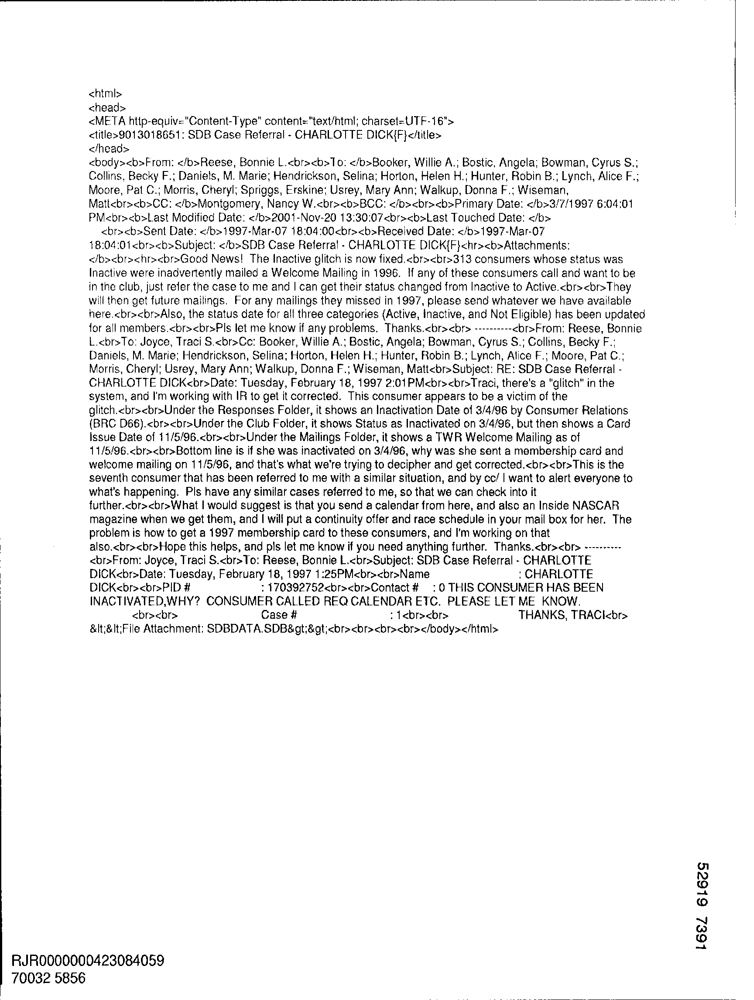 <html>
<head>
<META http-equiv="Content-Type" content="text/html; charset=UTF-16">
<title>9013018651: SDB Case Referral - CHARLOTTE DICK{F}</title>
</head>
<body><b>From: </b>Reese, Bonnie L.<br><b>To: </b>Booker, Willie A.; Bostic, Angela; Bowman, Cyrus S.;
Collins, Becky F.; Daniels, M. Marie; Hendrickson, Selina; Horton, Helen H.; Hunter, Robin B.; Lynch, Alice F.;
Moore, Pat C.; Morris, Cheryl; Spriggs, Erskine; Usrey, Mary Ann; Walkup, Donna F.; Wiseman,
Matt<br><b>CC: </b>Montgomery, Nancy W.<br><b>BCC: </b><br><b>Primary Date: </b>3/7/1997 6:04:01
PM<br><b>Last Modified Date: </b>2001-Nov-20 13:30:07<br><b>Last Touched Date: </b>
<br><b>Sent Date: </b>1997-Mar-07 18:04:00<br><b>Received Date: </b>1997-Mar-07
18:04:01<br><b>Subject: </b>SDB Case Referral - CHARLOTTE DICK{F}<hr><b>Attachments:
</b><br><hr><br>Good News! The Inactive glitch is now fixed.<br><br>313 consumers whose status was
Inactive were inadvertently mailed a Welcome Mailing in 1996. If any of these consumers call and want to be
in the club, just refer the case to me and I can get their status changed from Inactive to Active.<br><br>They
will then get future mailings. For any mailings they missed in 1997, please send whatever we have available
here.<br><br>Also, the status date for all three categories (Active, Inactive, and Not Eligible) has been updated
for all members.<br><br>Pls let me know if any problems. Thanks.<br><br> ----------<br>From: Reese, Bonnie
L.<br>To: Joyce, Traci S.<br>Cc: Booker, Willie A.; Bostic, Angela; Bowman, Cyrus S.; Collins, Becky F.;
Daniels, M. Marie; Hendrickson, Selina; Horton, Helen H.; Hunter, Robin B.; Lynch, Alice F.; Moore, Pat C.;
Morris, Cheryl; Usrey, Mary Ann; Walkup, Donna F.; Wiseman, Matt<br>Subject: RE: SDB Case Referral -
CHARLOTTE DICK<br>Date: Tuesday, February 18, 1997 2:01PM<br><br>Traci, there's a "glitch" in the
system, and I'm working with IR to get it corrected. This consumer appears to be a victim of the
glitch.<br><br>Under the Responses Folder, it shows an Inactivation Date of 3/4/96 by Consumer Relations
(BRC D66).<br><br>Under the Club Folder, it shows Status as Inactivated on 3/4/96, but then shows a Card
Issue Date of 11/5/96.<br><br>Under the Mailings Folder, it shows a TWR Welcome Mailing as of
11/5/96.<br><br>Bottom line is if she was inactivated on 3/4/96, why was she sent a membership card and
welcome mailing on 11/5/96, and that's what we're trying to decipher and get corrected.<br><br>This is the
seventh consumer that has been referred to me with a similar situation, and by cc/ I want to alert everyone to
what's happening. Pls have any similar cases referred to me, so that we can check into it
further.<br><br>What I would suggest is that you send a calendar from here, and also an Inside NASCAR
magazine when we get them, and I will put a continuity offer and race schedule in your mail box for her. The
problem is how to get a 1997 membership card to these consumers, and I'm working on that
also.<br><br>Hope this helps, and pls let me know if you need anything further. Thanks.<br><br> ----------
<br>From: Joyce, Traci S.<br>To: Reese, Bonnie L.<br>Subject: SDB Case Referral - CHARLOTTE
DICK<br>Date: Tuesday, February 18, 1997 1:25PM<br><br>Name : CHARLOTTE
DICK<br><br>PID # : 170392752<br><br>Contact # : 0 THIS CONSUMER HAS BEEN
INACTIVATED,WHY? CONSUMER CALLED REQ CALENDAR ETC. PLEASE LET ME KNOW.
<br><br> Case # : 1<br><br> THANKS, TRACI<br>
&lt;&lt;File Attachment: SDBDATA.SDB&gt;&gt;<br><br><br><br></body></html>
52919 7391
RJR0000000423084059
70032 5856